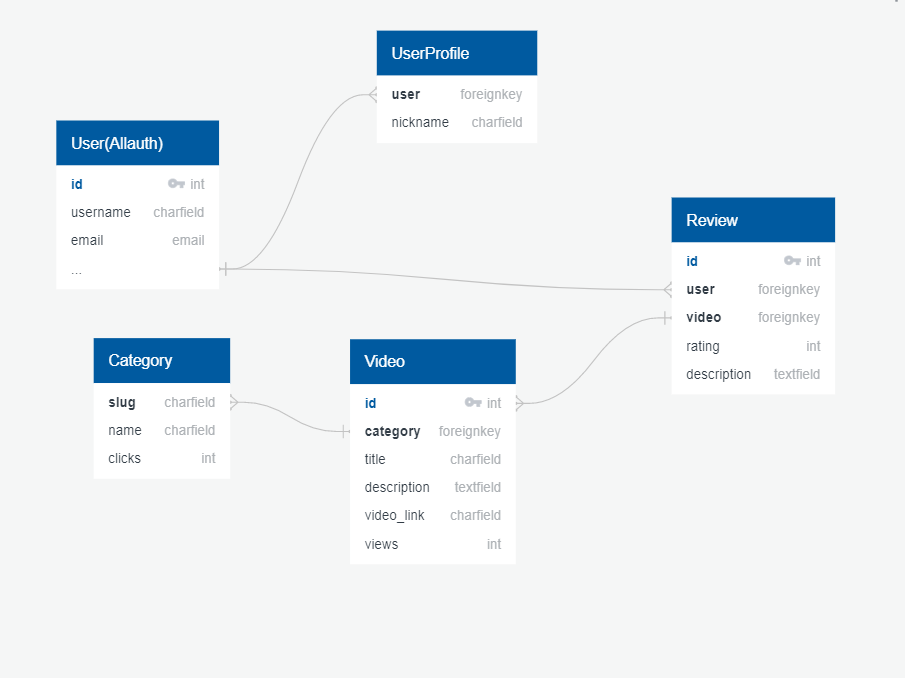 UserProfile
user foreignkey
nickname charfield
User(Allauth)
id int
username charfield
email email
...
Review
id int
user foreignkey
video foreignkey
rating int
description textfield
Category
slug charfield
name charfield
clicks int
Video
id int
category foreignkey
title charfield
description textfield
video_link charfield
views int